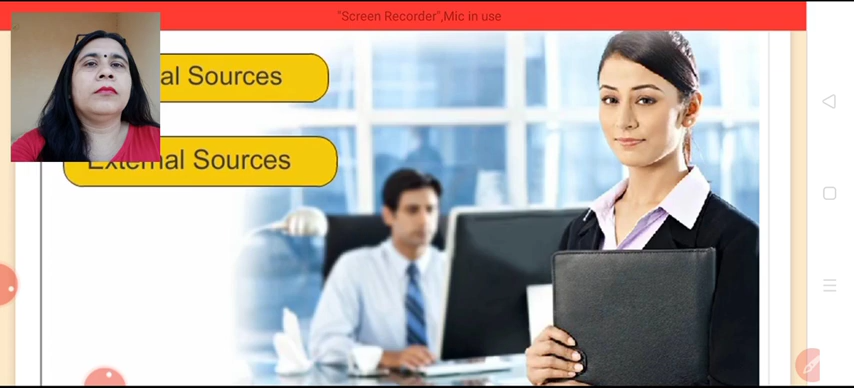 "Screen Recorder",Mic in use
al Sources
External Sources